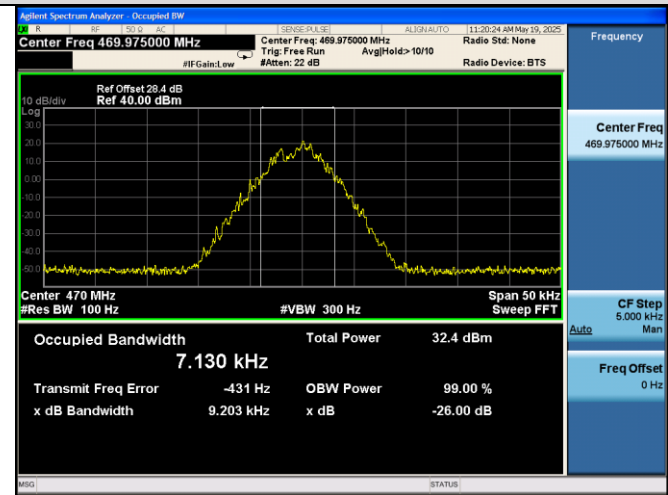 Agilent Spectrum Analyzer - Occupied BW
R RF 50 Ω AC SENSE:PULSE ALIGN AUTO 11:20:24 AM May 19, 2025
Center Freq 469.975000 MHz Center Freq: 469.975000 MHz Radio Std: None
Trig: Free Run Avg|Hold:> 10/10
#IFGain:Low #Atten: 22 dB Radio Device: BTS
Ref Offset 28.4 dB
10 dB/div Ref 40.00 dBm
Log
30.0
20.0
10.0
0.00
-10.0
-20.0
-30.0
-40.0
-50.0
Center 470 MHz Span 50 kHz
#Res BW 100 Hz #VBW 300 Hz Sweep FFT
Occupied Bandwidth Total Power 32.4 dBm
7.130 kHz
Transmit Freq Error -431 Hz OBW Power 99.00 %
x dB Bandwidth 9.203 kHz x dB -26.00 dB
MSG STATUS
Frequency
Center Freq
469.975000 MHz
CF Step
5.000 kHz
Auto Man
Freq Offset
0 Hz